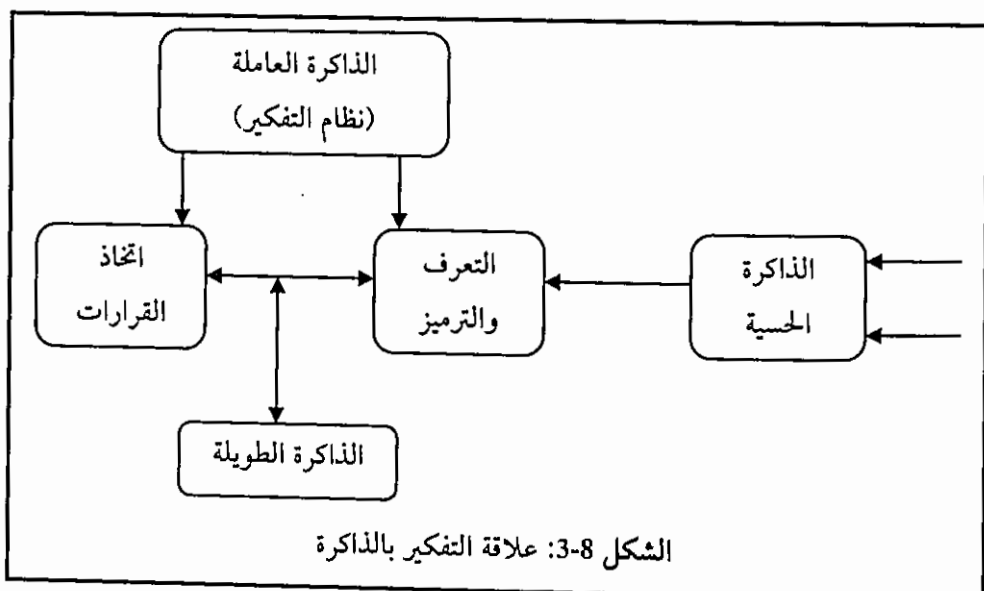 الذاكرة العاملة
(نظام التفكير)
الذاكرة
الحسية
التعرف
والترميز
اتخاذ
القرارات
الذاكرة الطويلة
الشكل 8-3: علاقة التفكير بالذاكرة